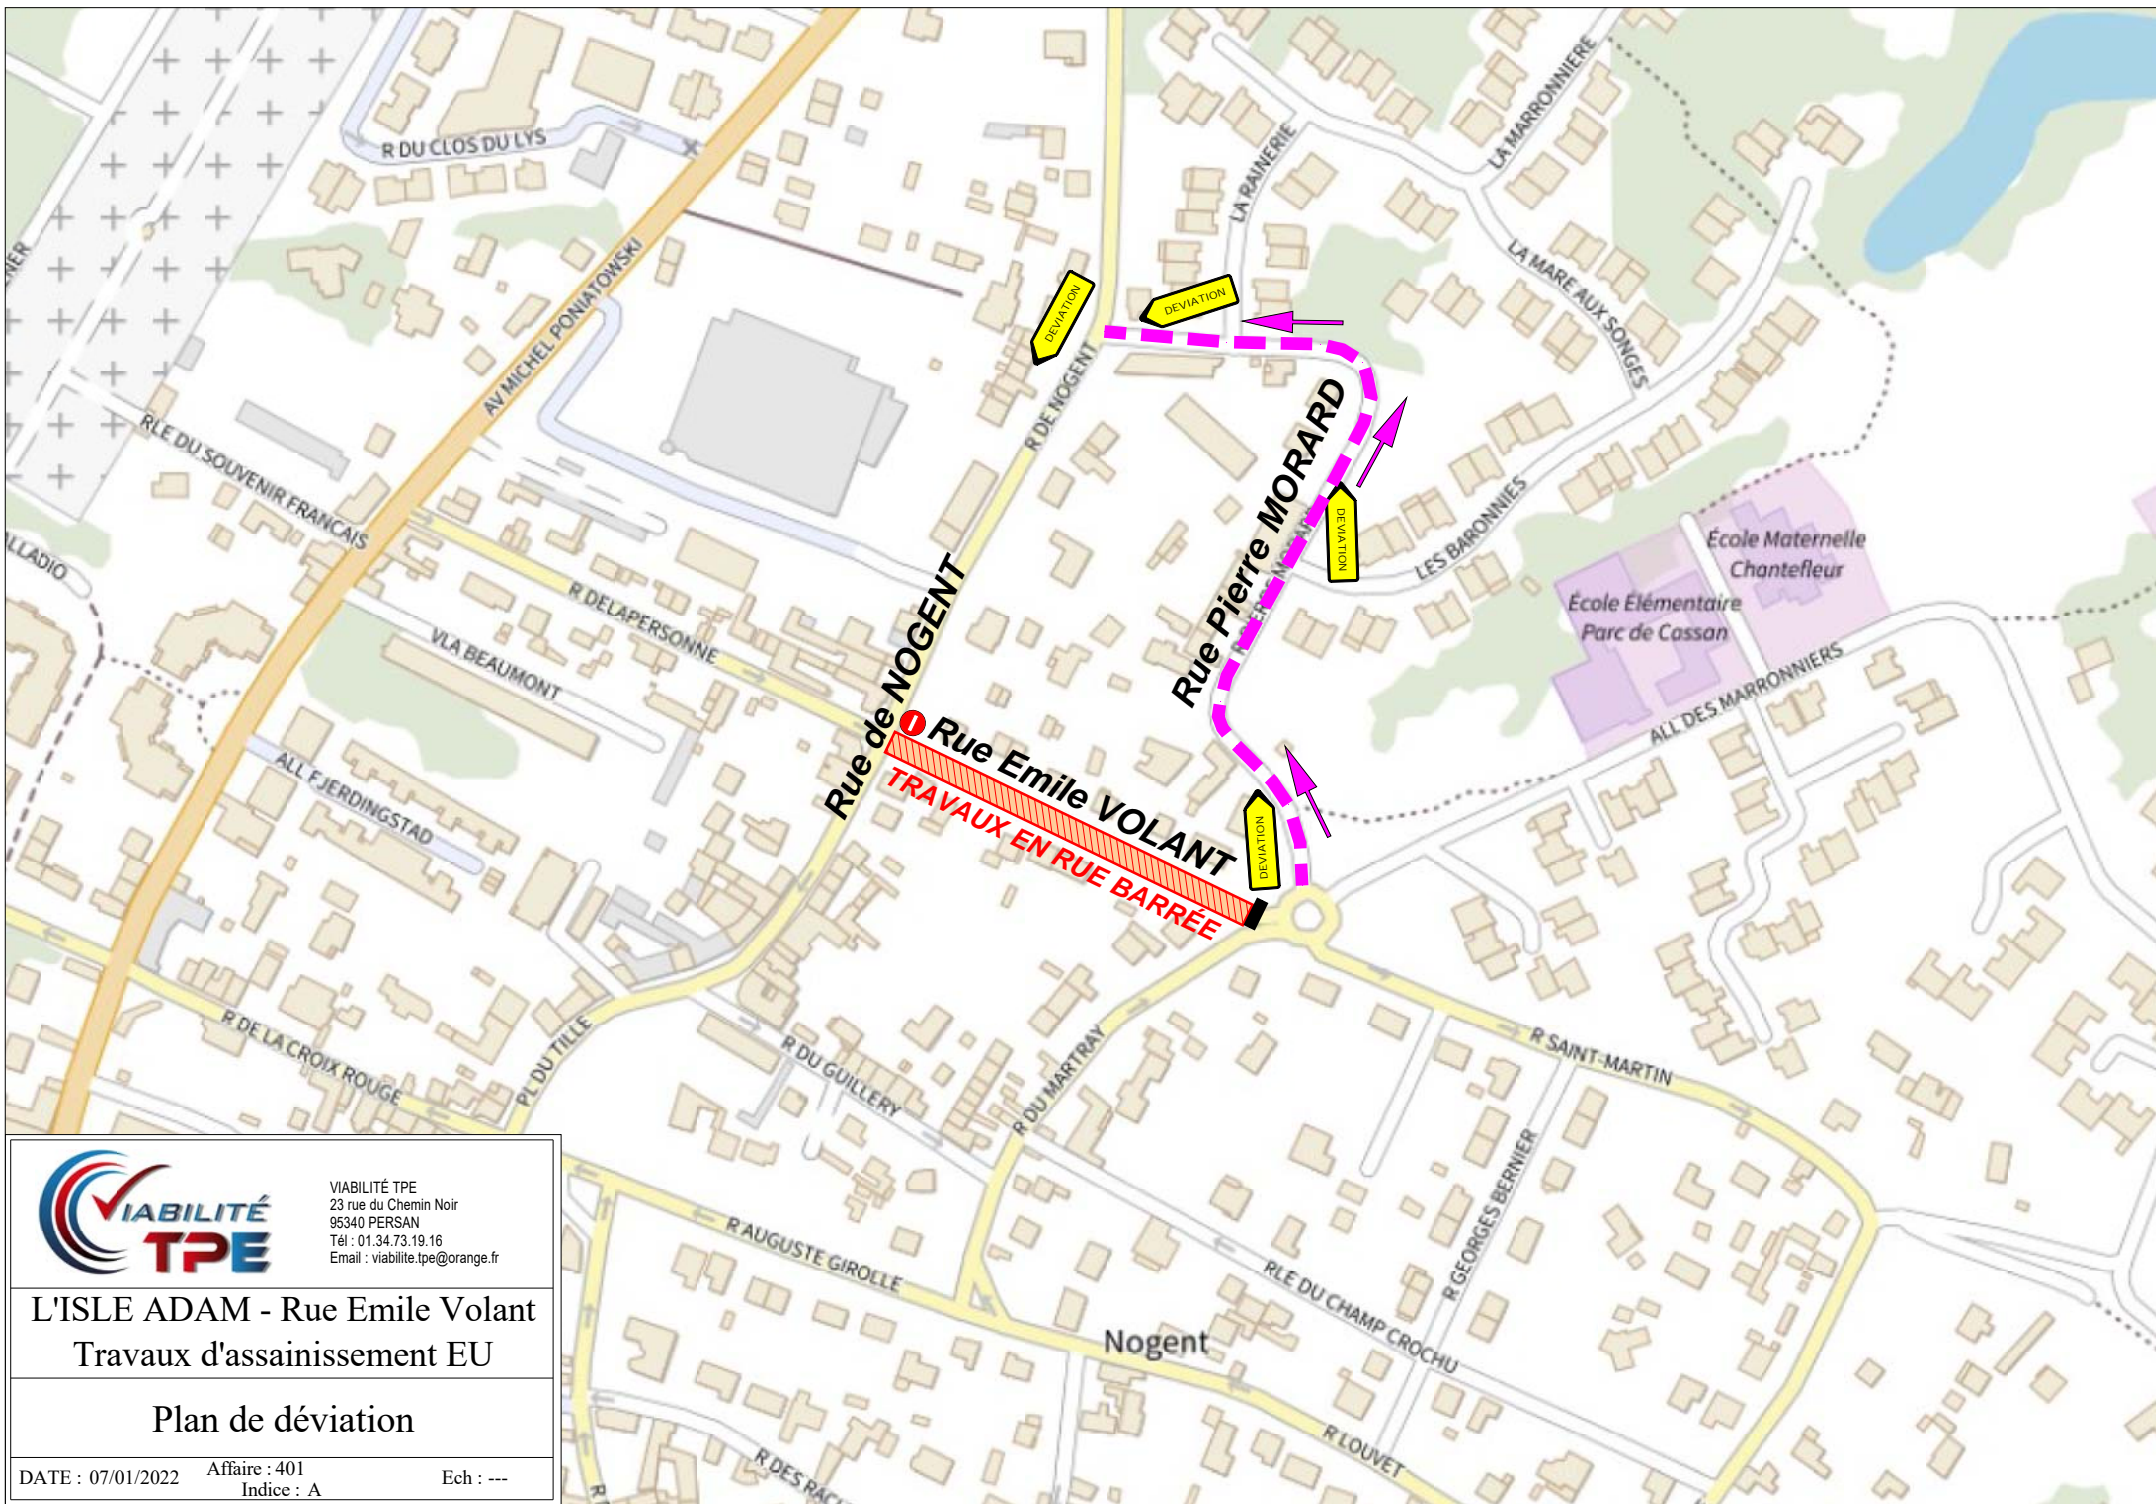 R DU CLOS DU LYS
LA MARRONNIERE
LA RAINERIE
LA MARE AUX SONGES
AV MICHEL PONIATOWSKI
DEVIATION
DEVIATION
R DE NOGENT
RLE DU SOUVENIR FRANCAIS
Rue Pierre MORARD
DEVIATION
LES BARONNIES
École Maternelle
Chantefleur
École Elémentaire
Parc de Cassan
R DELAPERSONNE
VLA BEAUMONT
Rue de NOGENT
ALL DES MARRONNIERS
Rue Emile VOLANT
TRAVAUX EN RUE BARRÉE
DEVIATION
ALL FJERDINGSTAD
R DE LA CROIX ROUGE
PL DU TILLE
R DU GUILLERY
R DU MARTRAY
R SAINT-MARTIN
R GEORGES BERNIER
R AUGUSTE GIROLLE
RLE DU CHAMP CROCHU
Nogent
R LOUVET
VIABILITÉ
TPE
VIABILITÉ TPE
23 rue du Chemin Noir
95340 PERSAN
Tél : 01.34.73.19.16
Email : viabilite.tpe@orange.fr
L'ISLE ADAM - Rue Emile Volant
Travaux d'assainissement EU
Plan de déviation
DATE : 07/01/2022
Affaire : 401
Indice : A
Ech : ---